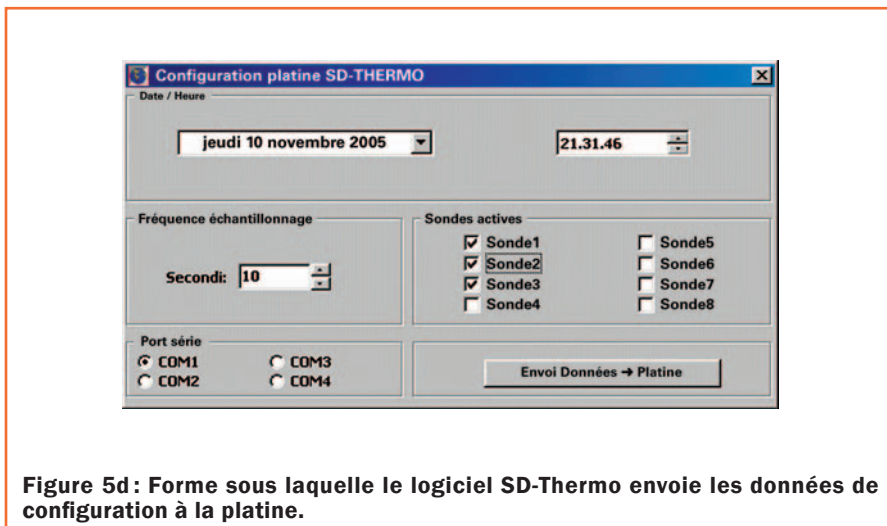 Configuration platine SD-THERMO
Date / Heure
jeudi 10 novembre 2005
21.31.46
Fréquence échantillonnage
Secondi: 10
Sondes actives
Sonde1
Sonde2
Sonde3
Sonde4
Sonde5
Sonde6
Sonde7
Sonde8
Port série
COM1
COM2
COM3
COM4
Envoi Données → Platine
Figure 5d : Forme sous laquelle le logiciel SD-Thermo envoie les données de
configuration à la platine.